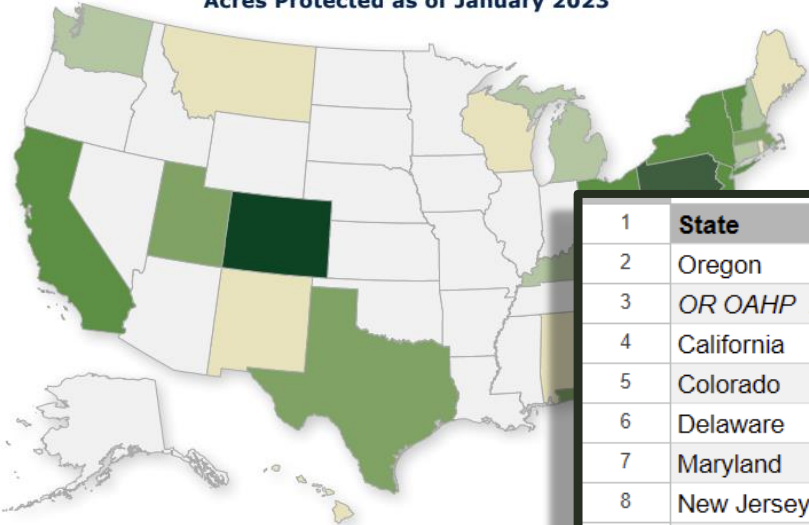 Acres Protected as of January 2023
1 State
2 Oregon
3 OR OAHP
4 California
5 Colorado
6 Delaware
7 Maryland
8 New Jersey